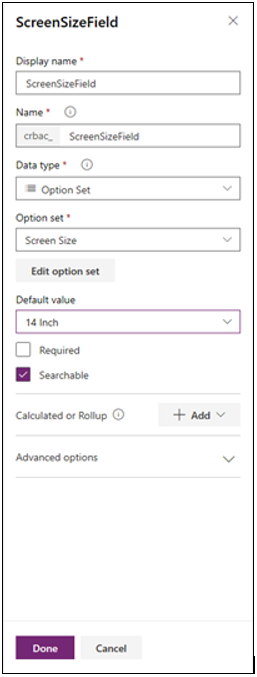 ScreenSizeField
Display name *
ScreenSizeField
Name *
crbac_ ScreenSizeField
Data type *
Option Set
Option set *
Screen Size
Edit option set
Default value
14 Inch
Required
Searchable
Calculated or Rollup
Add
Advanced options
Done Cancel